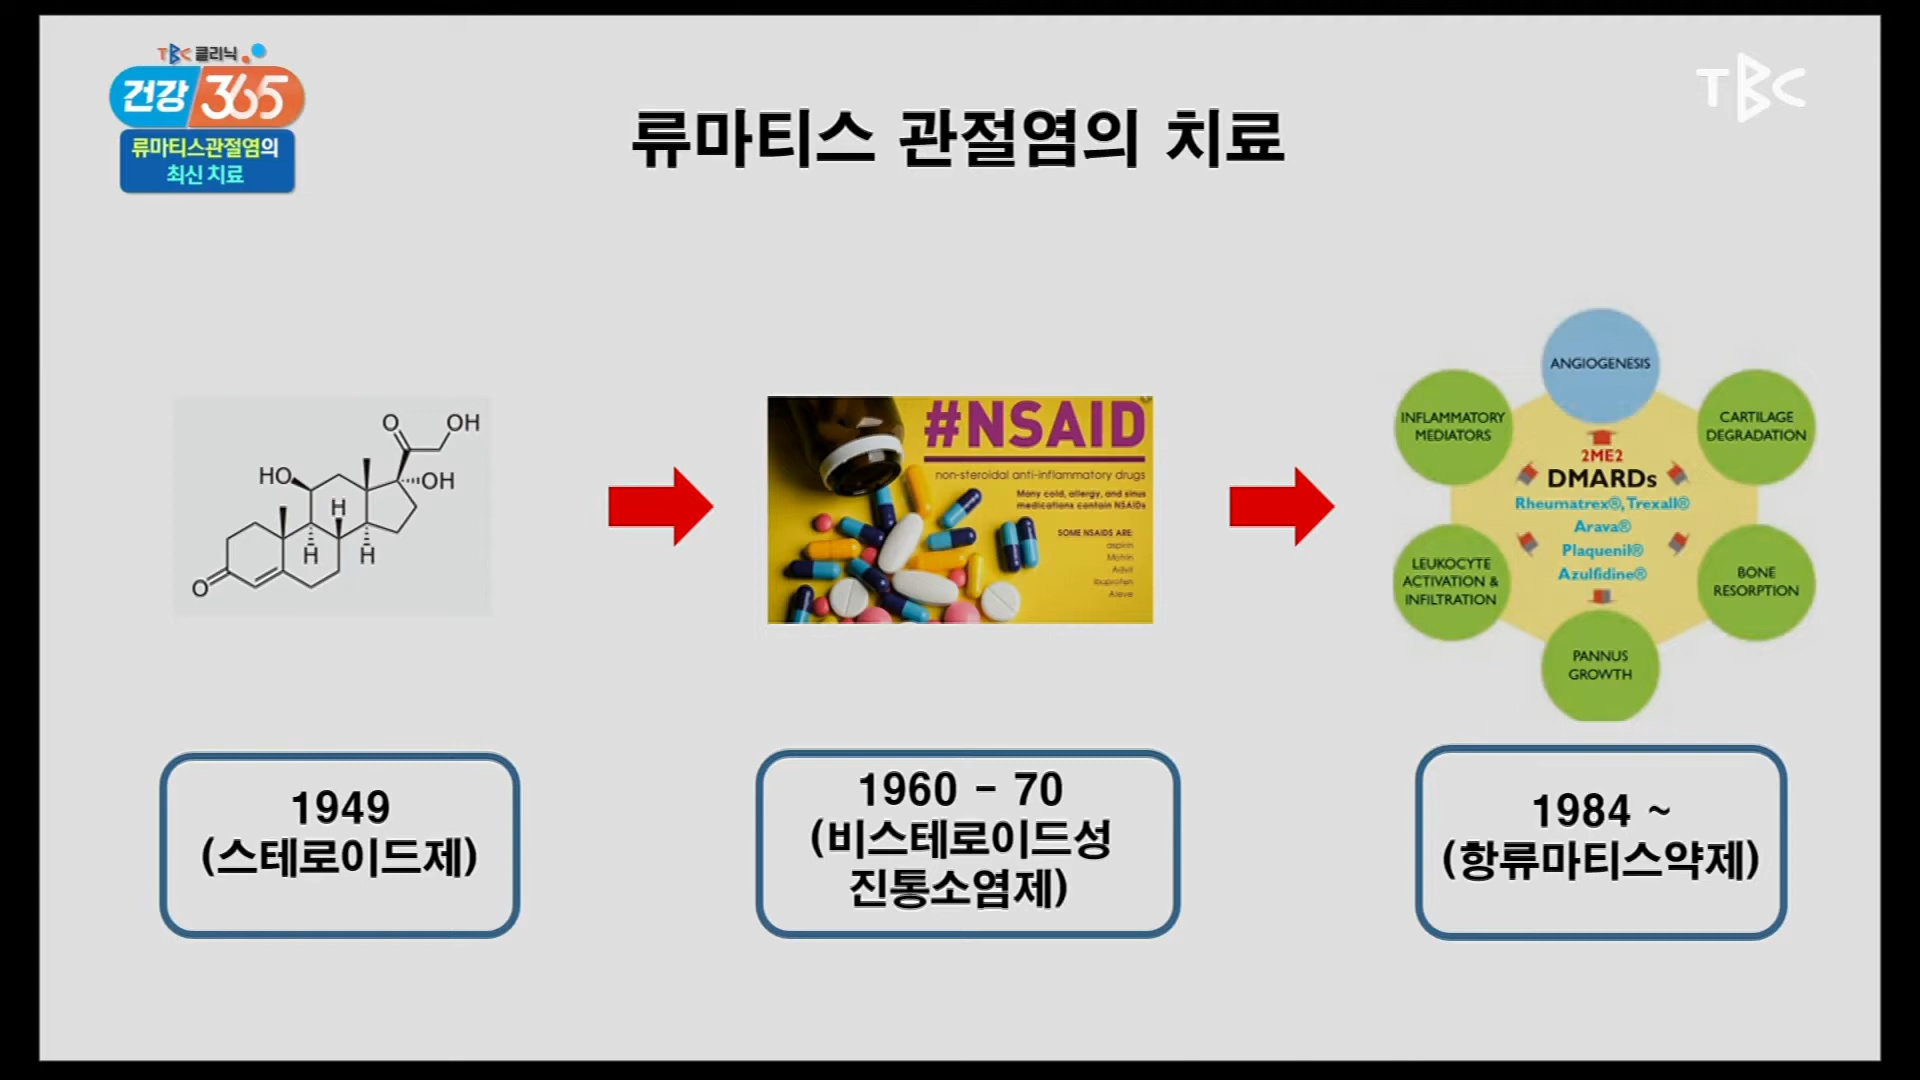 TBC 클리닉
건강 365
류마티스관절염의
최신 치료
TBC
류마티스 관절염의 치료
O
OH
HO
OH
H
H
H
O
#NSAID
non-steroidal anti-inflammatory drugs
Many cold, allergy, and sinus
medications contain NSAIDs
SOME NSAIDS ARE:
aspirin
Motrin
Advil
Ibuprofen
Aleve
ANGIOGENESIS
INFLAMMATORY
MEDIATORS
CARTILAGE
DEGRADATION
2ME2
DMARDs
Rheumatrex®, Trexall®
Arava®
Plaquenil®
Azulfidine®
LEUKOCYTE
ACTIVATION &
INFILTRATION
BONE
RESORPTION
PANNUS
GROWTH
1949
(스테로이드제)
1960 - 70
(비스테로이드성
진통소염제)
1984 ~
(항류마티스약제)